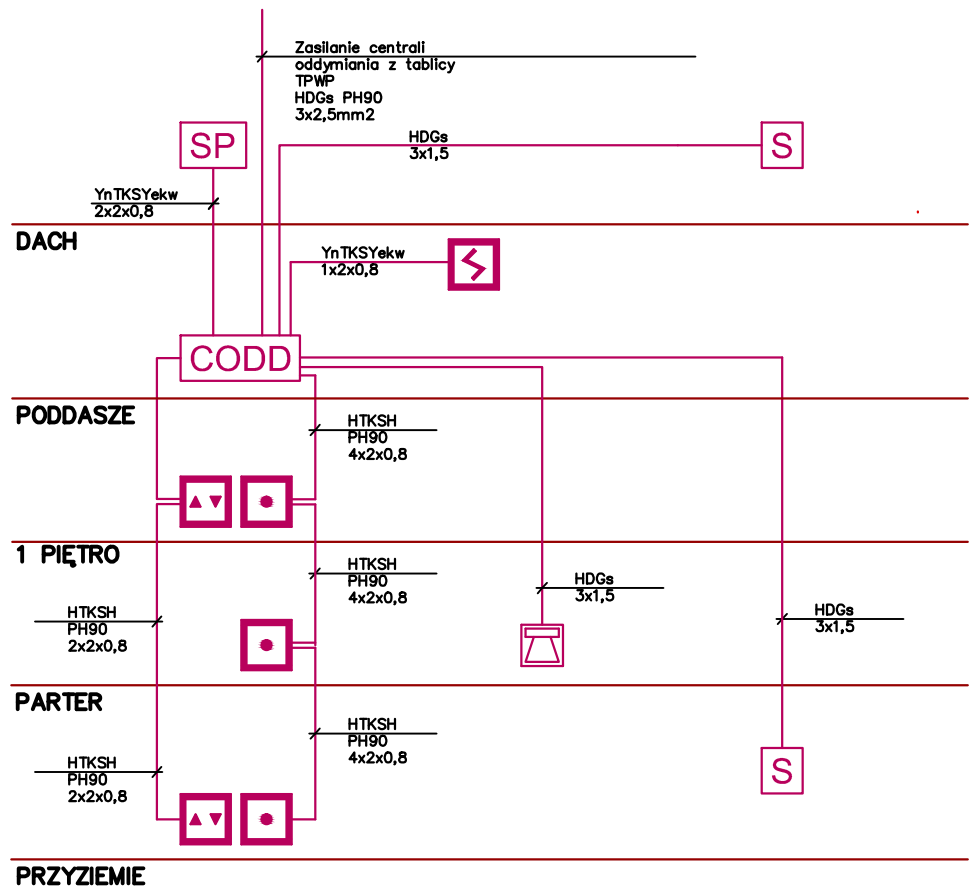 Zasilanie centrali
oddymiania z tablicy
TPWP
HDGs PH90
3x2,5mm2
SP
HDGs
3x1,5
S
YnTKSYekw
2x2x0,8
DACH
YnTKSYekw
1x2x0,8
CODD
PODDASZE
HTKSH
PH90
4x2x0,8
1 PIĘTRO
HTKSH
PH90
4x2x0,8
HDGs
3x1,5
HTKSH
PH90
2x2x0,8
HDGs
3x1,5
PARTER
HTKSH
PH90
4x2x0,8
HTKSH
PH90
2x2x0,8
S
PRZYZIEMIE